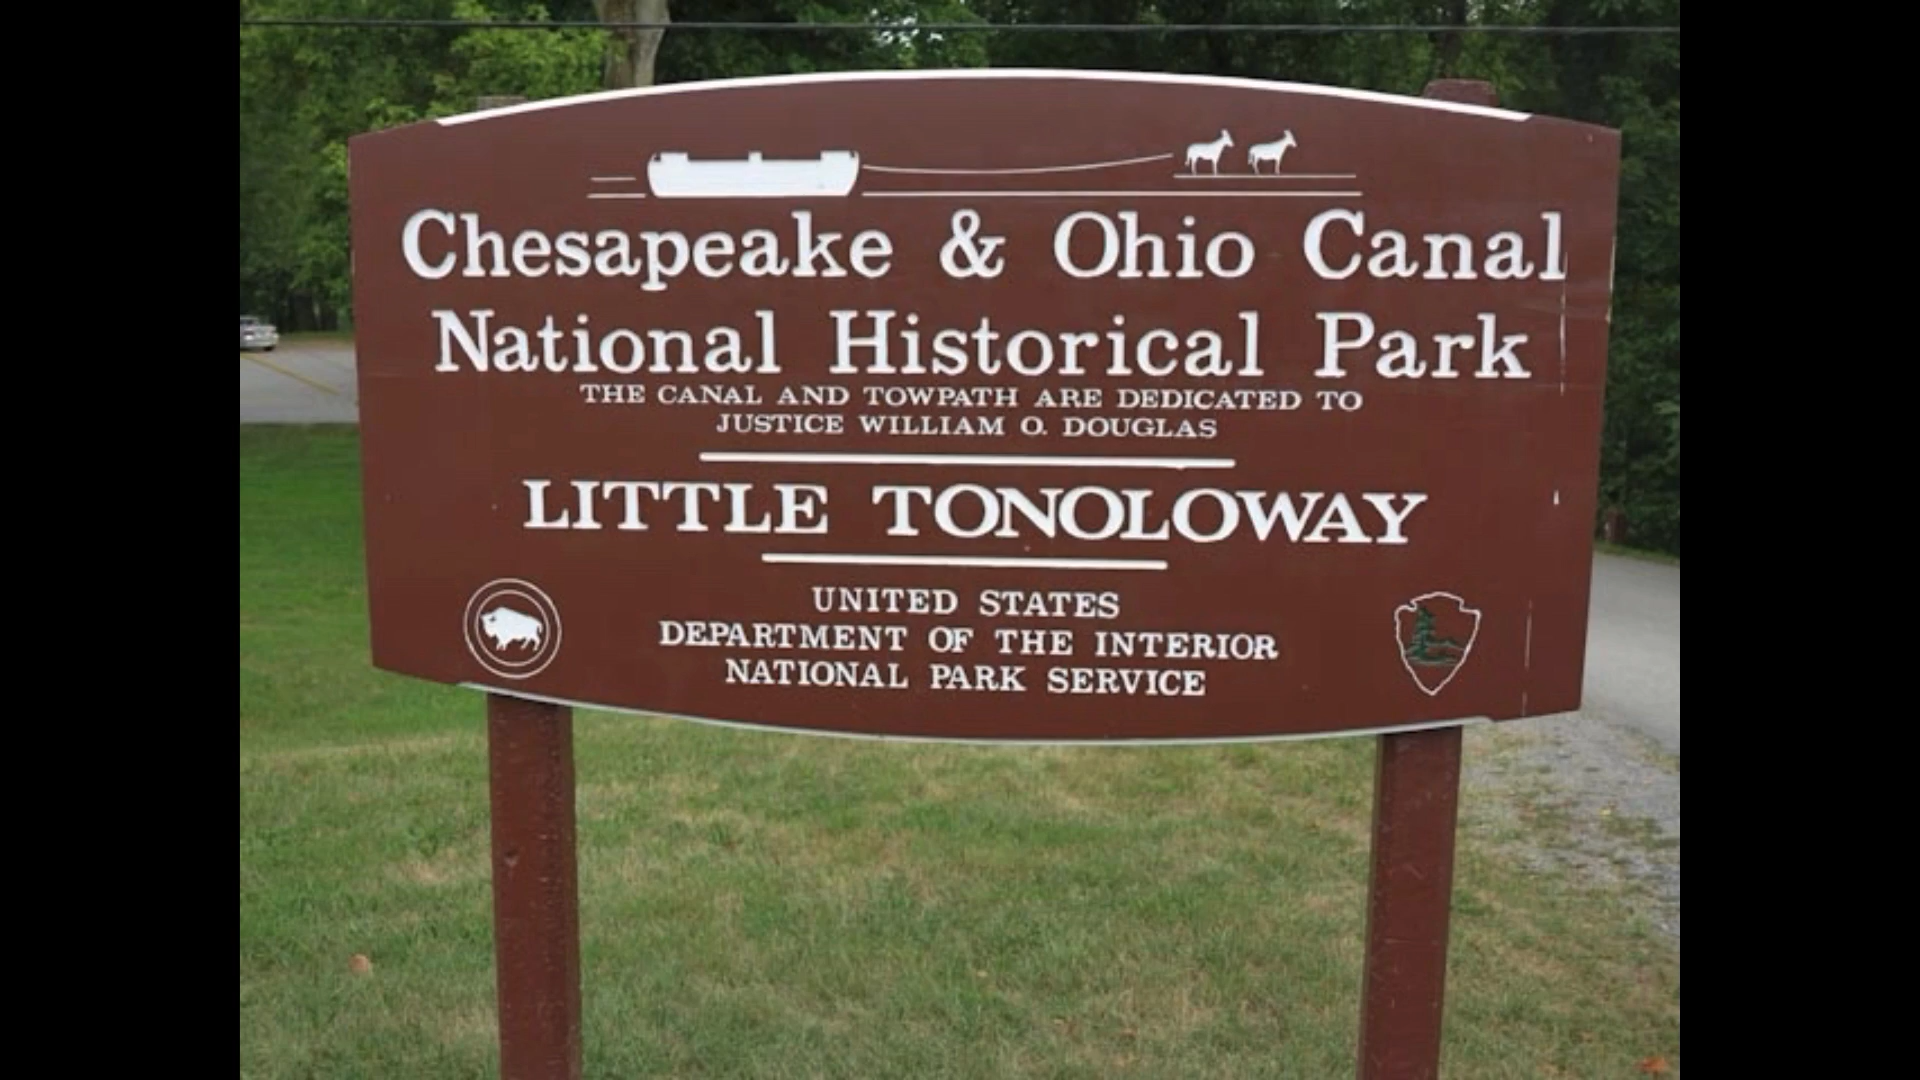 Chesapeake & Ohio Canal
National Historical Park
THE CANAL AND TOWPATH ARE DEDICATED TO
JUSTICE WILLIAM O. DOUGLAS
LITTLE TONOLOWAY
UNITED STATES
DEPARTMENT OF THE INTERIOR
NATIONAL PARK SERVICE